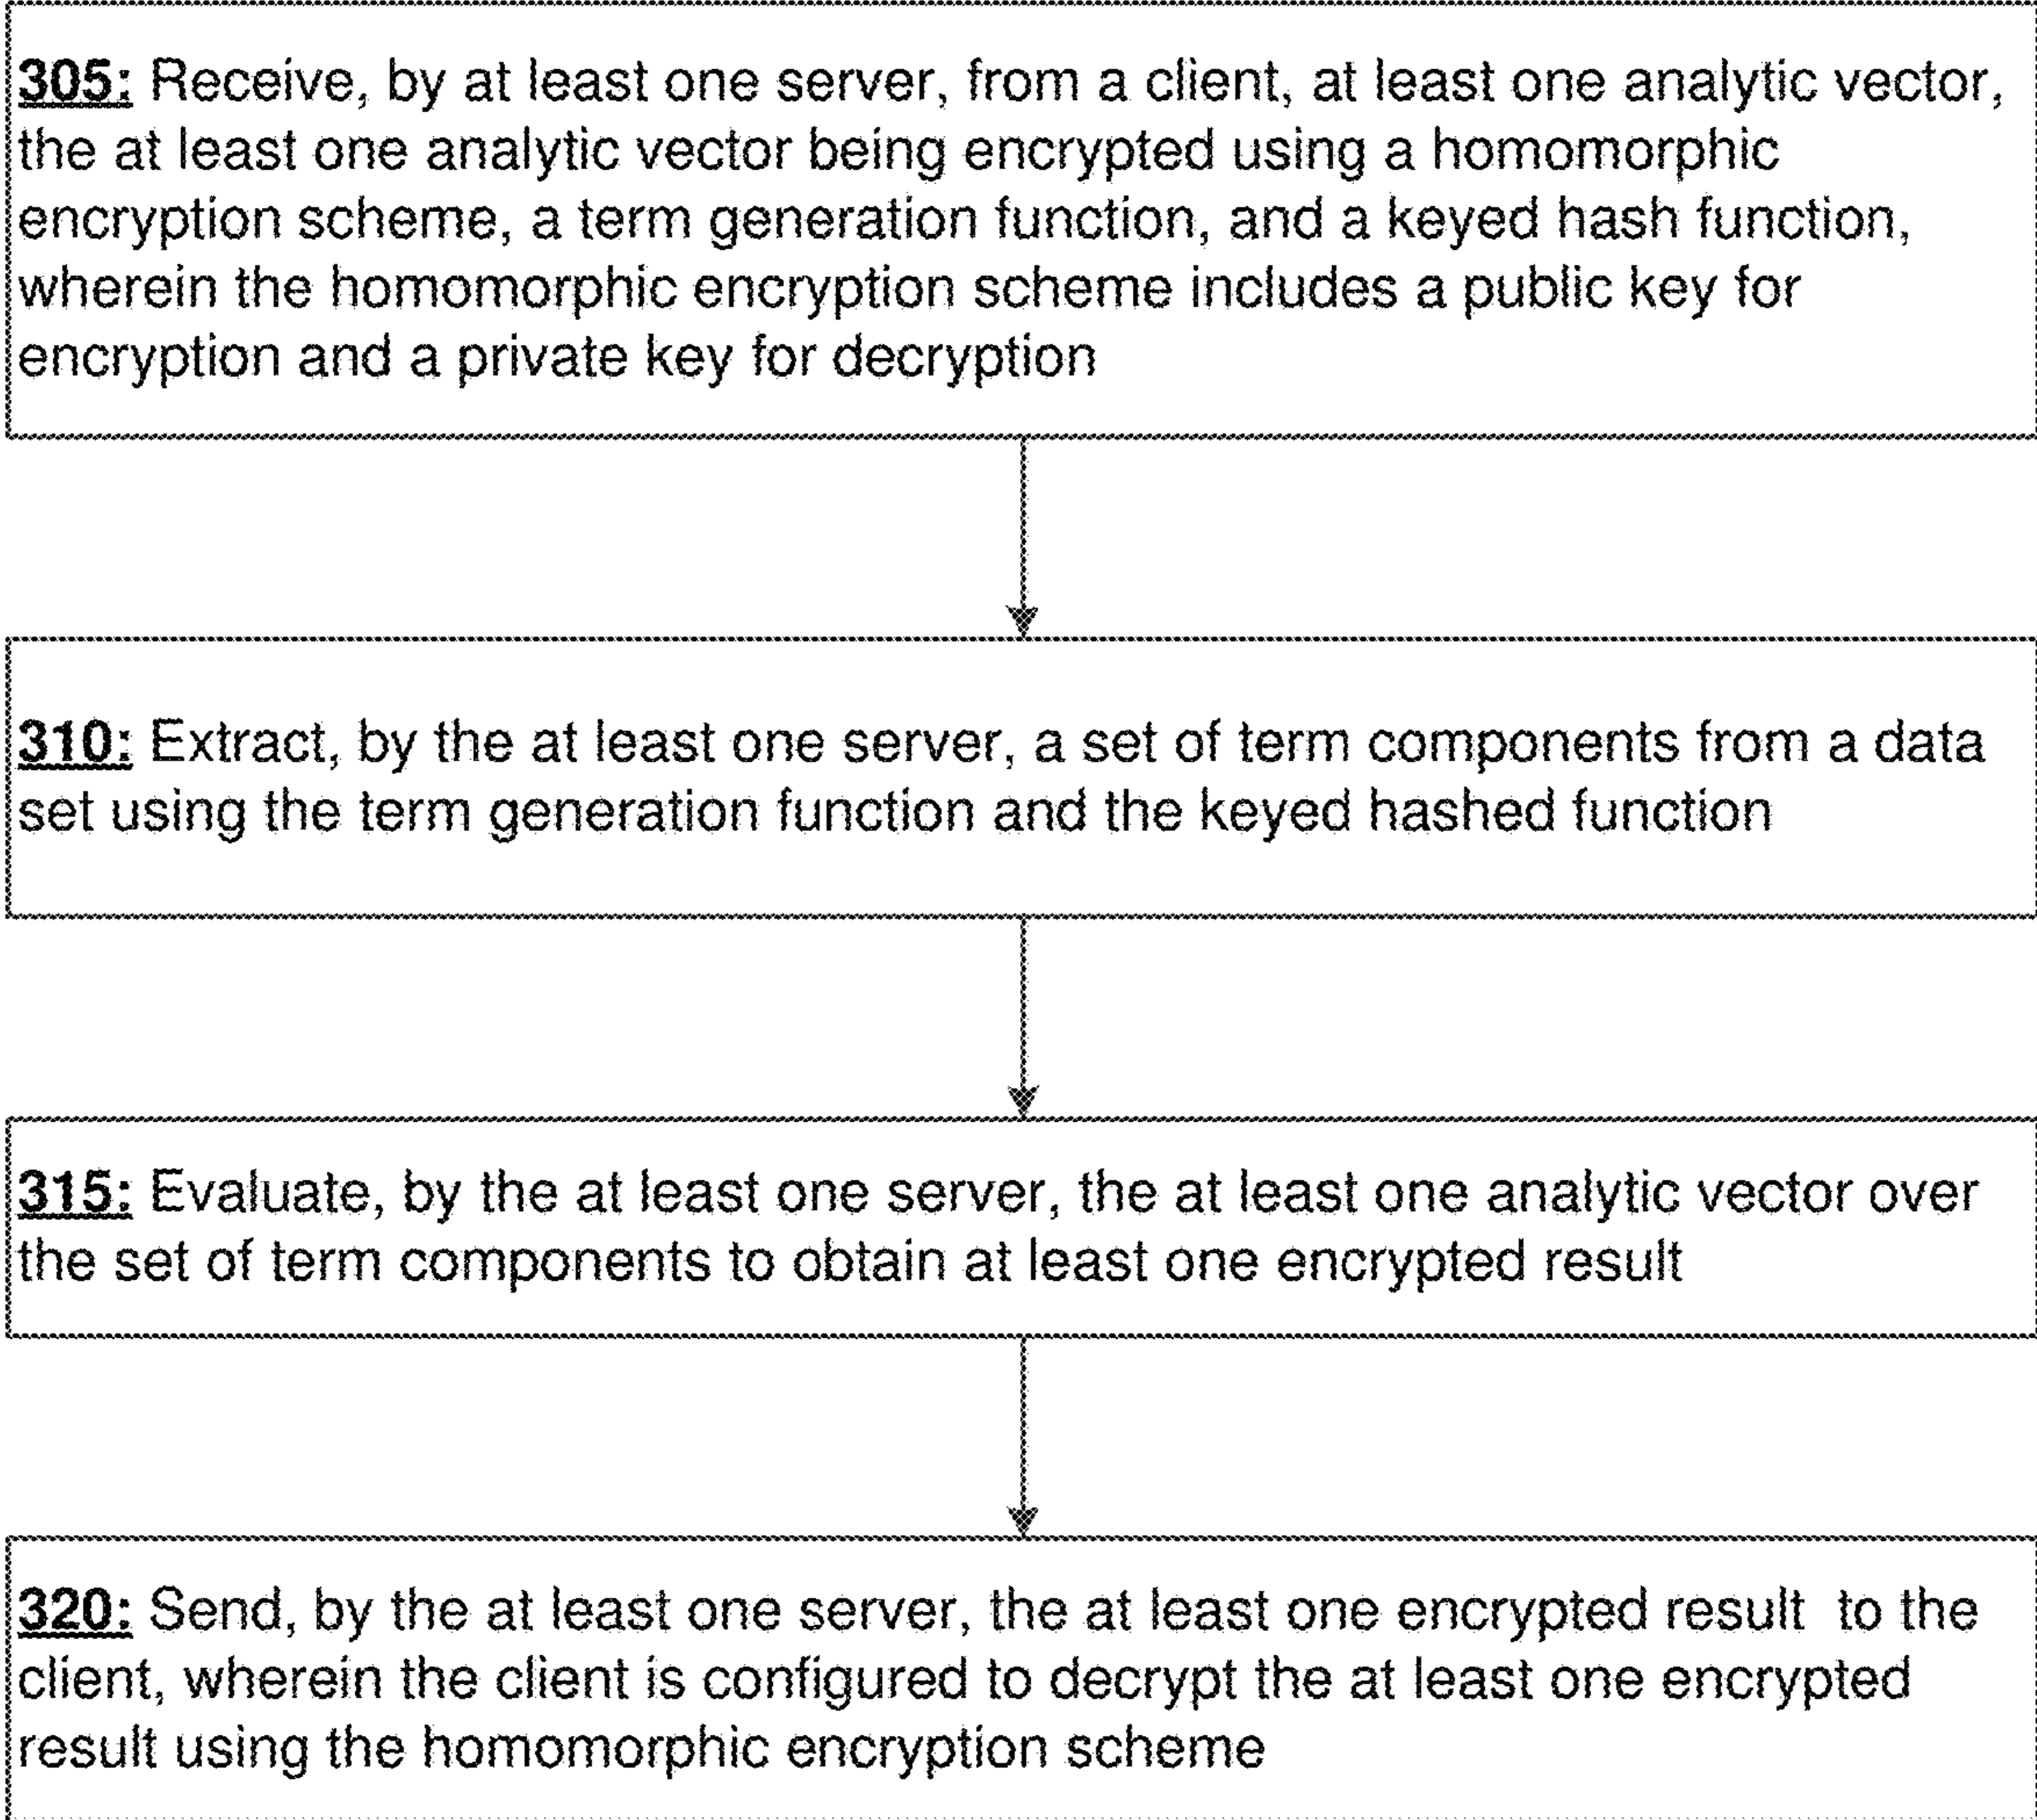 305: Receive, by at least one server, from a client, at least one analytic vector,
the at least one analytic vector being encrypted using a homomorphic
encryption scheme, a term generation function, and a keyed hash function,
wherein the homomorphic encryption scheme includes a public key for
encryption and a private key for decryption
310: Extract, by the at least one server, a set of term components from a data
set using the term generation function and the keyed hashed function
315: Evaluate, by the at least one server, the at least one analytic vector over
the set of term components to obtain at least one encrypted result
320: Send, by the at least one server, the at least one encrypted result  to the
client, wherein the client is configured to decrypt the at least one encrypted
result using the homomorphic encryption scheme